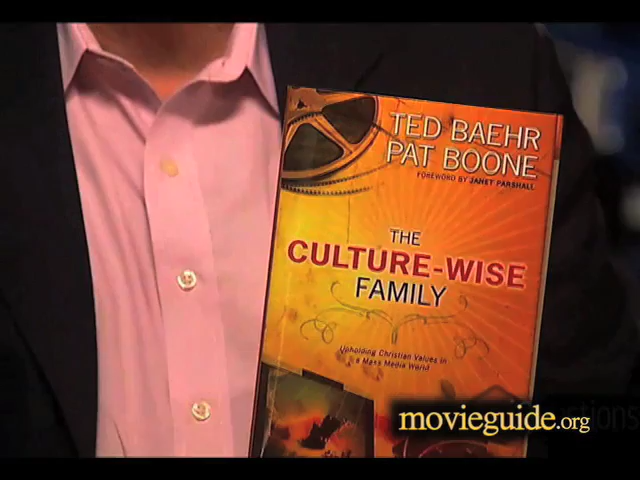 TED BAEHR
PAT BOONE
FOREWORD BY JANET PARSHALL
THE
CULTURE-WISE
FAMILY
Upholding Christian Values in
a Mass Media World
movieguide.org